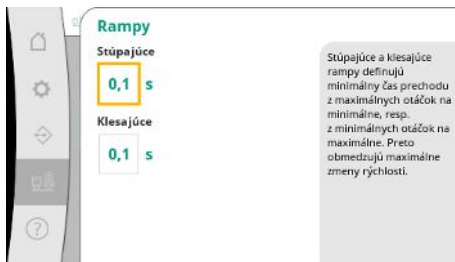 Rampy
Stúpajúce
0,1 s
Klesajúce
0,1 s
Stúpajúce a klesajúce
rampy definujú
minimálny čas prechodu
z maximálnych otáčok na
minimálne, resp.
z minimálnych otáčok na
maximálne. Preto
obmedzujú maximálne
zmeny rýchlosti.
?